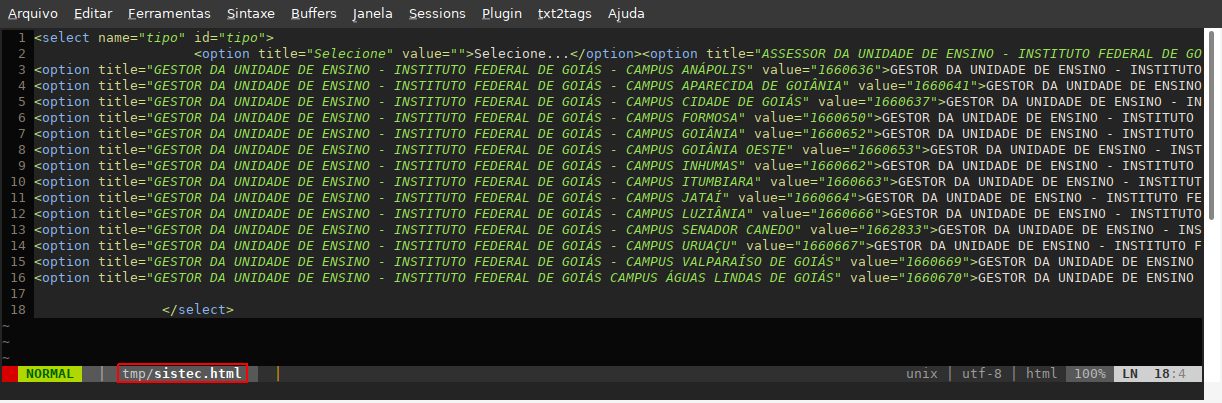 Arquivo Editar Ferramentas Sintaxe Buffers Janela Sessions Plugin txt2tags Ajuda
1 <select name="tipo" id="tipo">
2 <option title="Selecione" value="">Selecione...</option><option title="ASSESSOR DA UNIDADE DE ENSINO - INSTITUTO FEDERAL DE GO
3 <option title="GESTOR DA UNIDADE DE ENSINO - INSTITUTO FEDERAL DE GOIÁS - CAMPUS ANÁPOLIS" value="1660636">GESTOR DA UNIDADE DE ENSINO - INSTITUTO
4 <option title="GESTOR DA UNIDADE DE ENSINO - INSTITUTO FEDERAL DE GOIÁS - CAMPUS APARECIDA DE GOIÂNIA" value="1660641">GESTOR DA UNIDADE DE ENSINO
5 <option title="GESTOR DA UNIDADE DE ENSINO - INSTITUTO FEDERAL DE GOIÁS - CAMPUS CIDADE DE GOIÁS" value="1660637">GESTOR DA UNIDADE DE ENSINO - IN
6 <option title="GESTOR DA UNIDADE DE ENSINO - INSTITUTO FEDERAL DE GOIÁS - CAMPUS FORMOSA" value="1660650">GESTOR DA UNIDADE DE ENSINO - INSTITUTO
7 <option title="GESTOR DA UNIDADE DE ENSINO - INSTITUTO FEDERAL DE GOIÁS - CAMPUS GOIÂNIA" value="1660652">GESTOR DA UNIDADE DE ENSINO - INSTITUTO
8 <option title="GESTOR DA UNIDADE DE ENSINO - INSTITUTO FEDERAL DE GOIÁS - CAMPUS GOIÂNIA OESTE" value="1660653">GESTOR DA UNIDADE DE ENSINO - INST
9 <option title="GESTOR DA UNIDADE DE ENSINO - INSTITUTO FEDERAL DE GOIÁS - CAMPUS INHUMAS" value="1660662">GESTOR DA UNIDADE DE ENSINO - INSTITUTO
10 <option title="GESTOR DA UNIDADE DE ENSINO - INSTITUTO FEDERAL DE GOIÁS - CAMPUS ITUMBIARA" value="1660663">GESTOR DA UNIDADE DE ENSINO - INSTITUT
11 <option title="GESTOR DA UNIDADE DE ENSINO - INSTITUTO FEDERAL DE GOIÁS - CAMPUS JATAÍ" value="1660664">GESTOR DA UNIDADE DE ENSINO - INSTITUTO FE
12 <option title="GESTOR DA UNIDADE DE ENSINO - INSTITUTO FEDERAL DE GOIÁS - CAMPUS LUZIÂNIA" value="1660666">GESTOR DA UNIDADE DE ENSINO - INSTITUTO
13 <option title="GESTOR DA UNIDADE DE ENSINO - INSTITUTO FEDERAL DE GOIÁS - CAMPUS SENADOR CANEDO" value="1662833">GESTOR DA UNIDADE DE ENSINO - INS
14 <option title="GESTOR DA UNIDADE DE ENSINO - INSTITUTO FEDERAL DE GOIÁS - CAMPUS URUAÇU" value="1660667">GESTOR DA UNIDADE DE ENSINO - INSTITUTO F
15 <option title="GESTOR DA UNIDADE DE ENSINO - INSTITUTO FEDERAL DE GOIÁS - CAMPUS VALPARAÍSO DE GOIÁS" value="1660669">GESTOR DA UNIDADE DE ENSINO
16 <option title="GESTOR DA UNIDADE DE ENSINO - INSTITUTO FEDERAL DE GOIÁS CAMPUS ÁGUAS LINDAS DE GOIÁS" value="1660670">GESTOR DA UNIDADE DE ENSINO
17
18 </select>
~
~
~
NORMAL | tmp/sistec.html | unix | utf-8 | html 100% LN 18:4